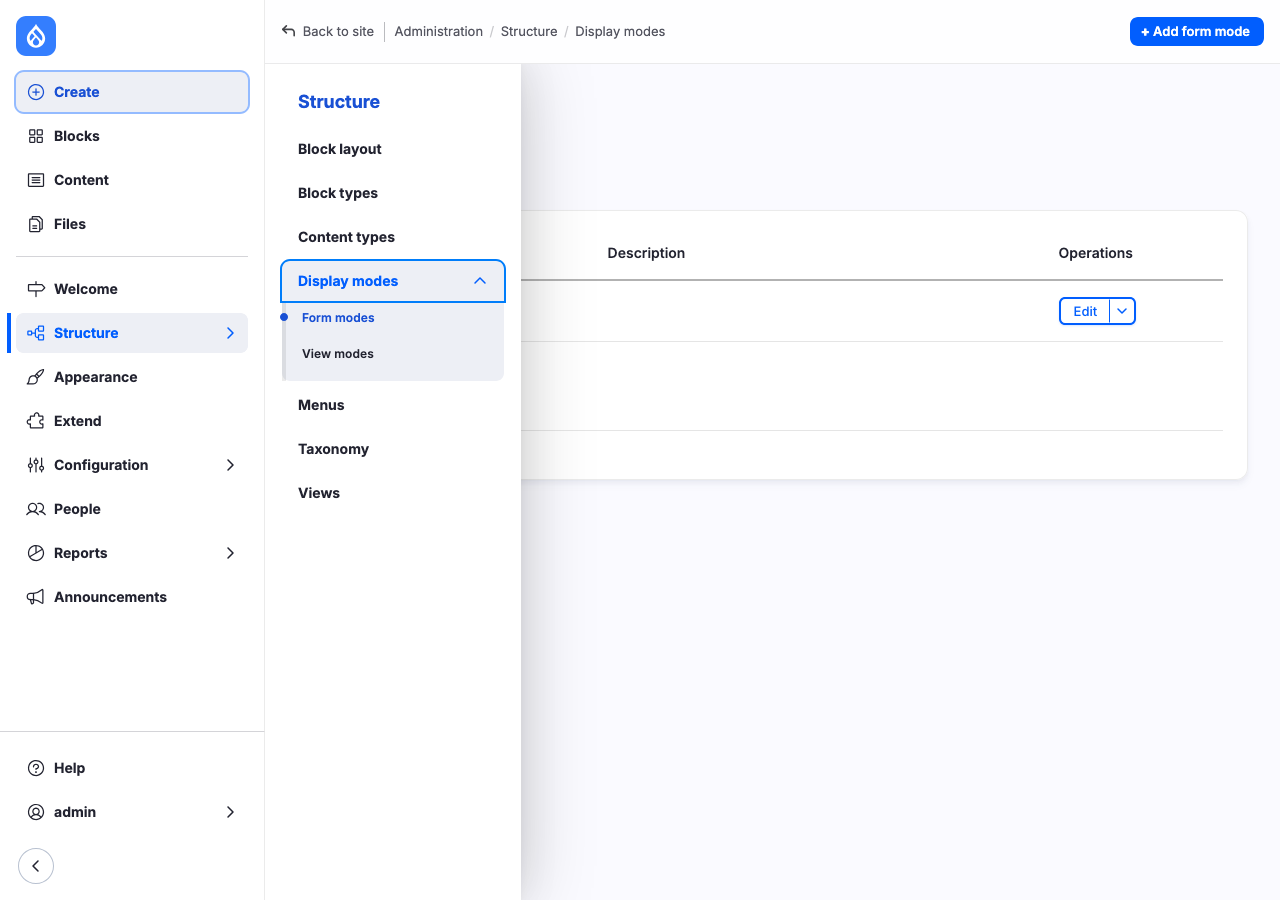 Back to site
Administration / Structure / Display modes
+ Add form mode
Create
Blocks
Content
Files
Welcome
Structure
Appearance
Extend
Configuration
People
Reports
Announcements
Help
admin
Structure
Block layout
Block types
Content types
Display modes
Form modes
View modes
Menus
Taxonomy
Views
Description
Operations
Edit